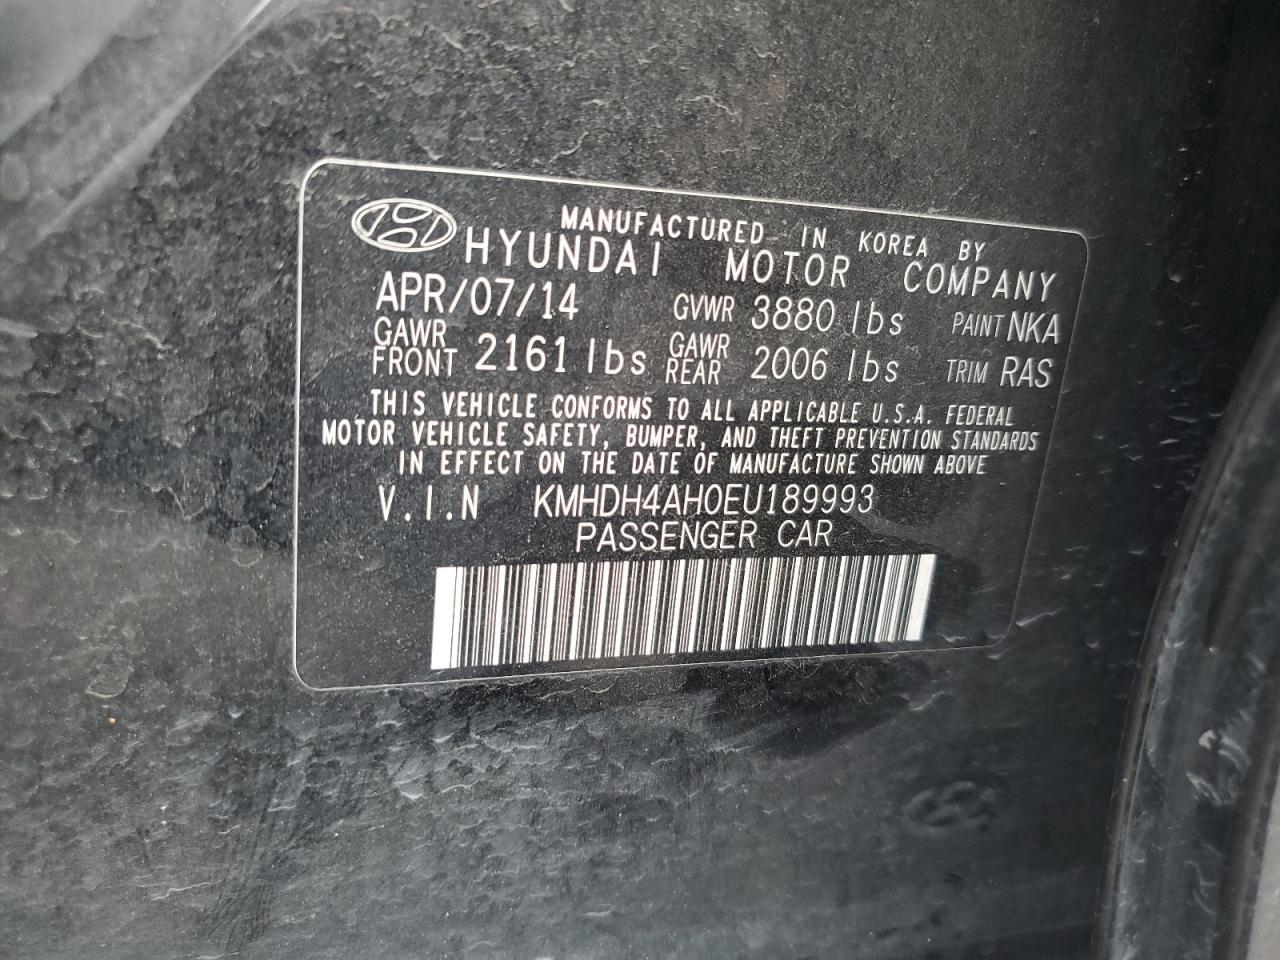 MANUFACTURED IN KOREA BY
HYUNDAI MOTOR COMPANY
APR/07/14 GVWR 3880 lbs PAINT NKA
GAWR FRONT 2161 lbs GAWR REAR 2006 lbs TRIM RAS
THIS VEHICLE CONFORMS TO ALL APPLICABLE U.S.A. FEDERAL
MOTOR VEHICLE SAFETY, BUMPER, AND THEFT PREVENTION STANDARDS
IN EFFECT ON THE DATE OF MANUFACTURE SHOWN ABOVE
V.I.N KMHDH4AH0EU189993
PASSENGER CAR